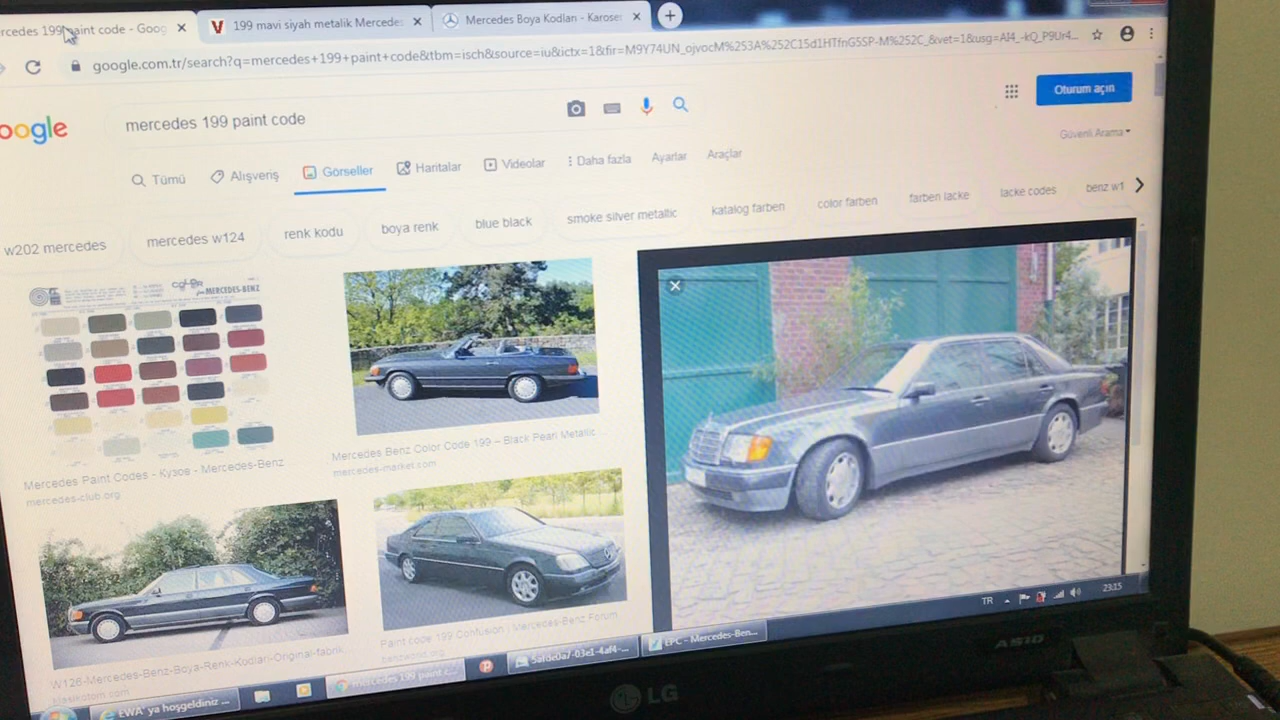 rcedes 199 paint code - Goog
199 mavi siyah metalik Mercedes
Mercedes Boya Kodları - Karoser
google.com.tr/search?q=mercedes+199+paint+code&tbm=isch&source=iu&ictx=1&fir=M9Y74UN_ojvocM%253A%252C15d1HTfnG5SP-M%252C_&vet=1&usg=AI4_-kQ_P9Ur4...
oogle
mercedes 199 paint code
Oturum açın
Güvenli Arama
Tümü
Alışveriş
Görseller
Haritalar
Videolar
Daha fazla
Ayarlar
Araçlar
w202 mercedes
mercedes w124
renk kodu
boya renk
blue black
smoke silver metallic
katalog farben
color farben
farben lacke
lacke codes
benz w1
MERCEDES-BENZ
Mercedes Paint Codes - Кузов - Mercedes-Benz
mercedes-club.org
Mercedes Benz Color Code 199 – Black Pearl Metallic ...
mercedes-market.com
W126-Mercedes-Benz-Boya-Renk-Kodlari-Original-fabrik...
Paint code 199 Confusion | Mercedes-Benz Forum
benzworld.org
TR
23:15
EWA' ya hoşgeldiniz ...
mercedes 199 paint c...
EPC - Mercedes-Ben...
LG